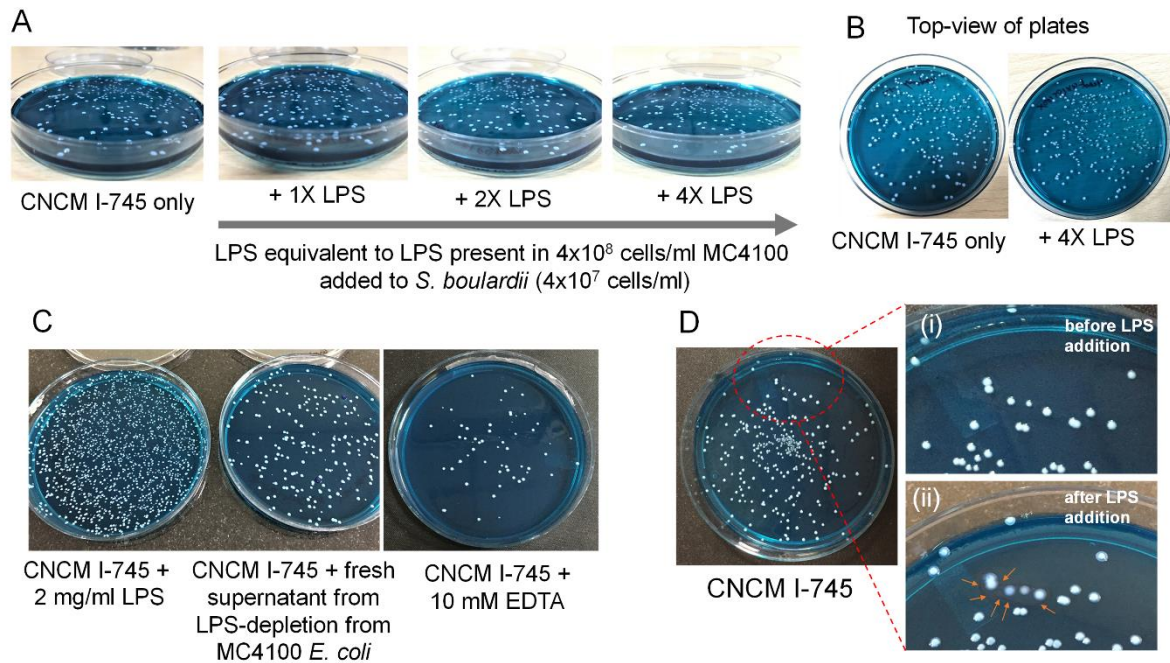 A
CNCM I-745 only
+ 1X LPS
+ 2X LPS
+ 4X LPS
LPS equivalent to LPS present in 4x10⁸ cells/ml MC4100
added to S. boulardii (4x10⁷ cells/ml)
B
Top-view of plates
CNCM I-745 only
+ 4X LPS
C
CNCM I-745 +
2 mg/ml LPS
CNCM I-745 + fresh
supernatant from
LPS-depletion from
MC4100 E. coli
CNCM I-745 +
10 mM EDTA
D
CNCM I-745
(i)
before LPS
addition
(ii)
after LPS
addition